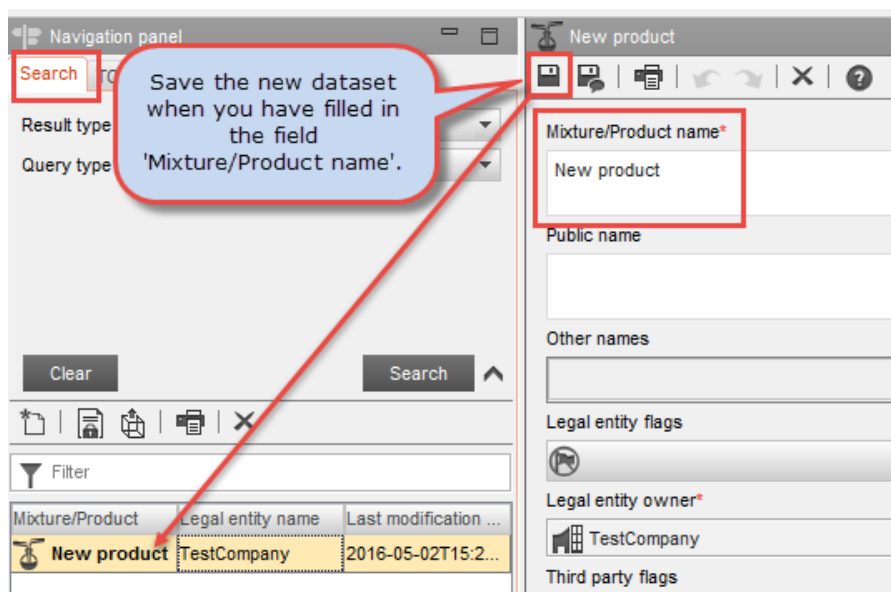 Navigation panel
Search
Save the new dataset
when you have filled in
the field
'Mixture/Product name'.
Result type
Query type
Clear
Search
Filter
Mixture/Product
Legal entity name
Last modification ...
New product
TestCompany
2016-05-02T15:2...
New product
Mixture/Product name*
New product
Public name
Other names
Legal entity flags
Legal entity owner*
TestCompany
Third party flags